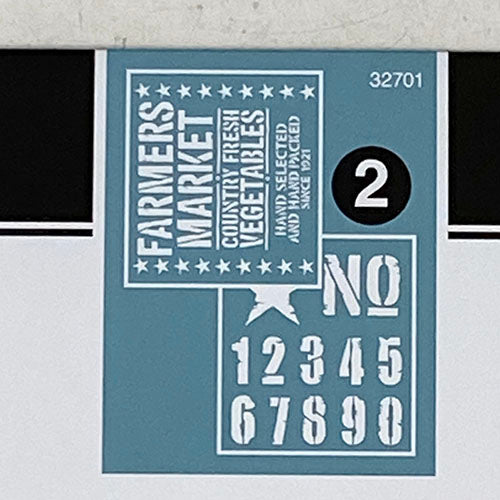 32701
FARMERS
MARKET
COUNTRY FRESH
VEGETABLES
HAND SELECTED
AND HAND PACKED
SINCE 1921
2
NO
12345
67890